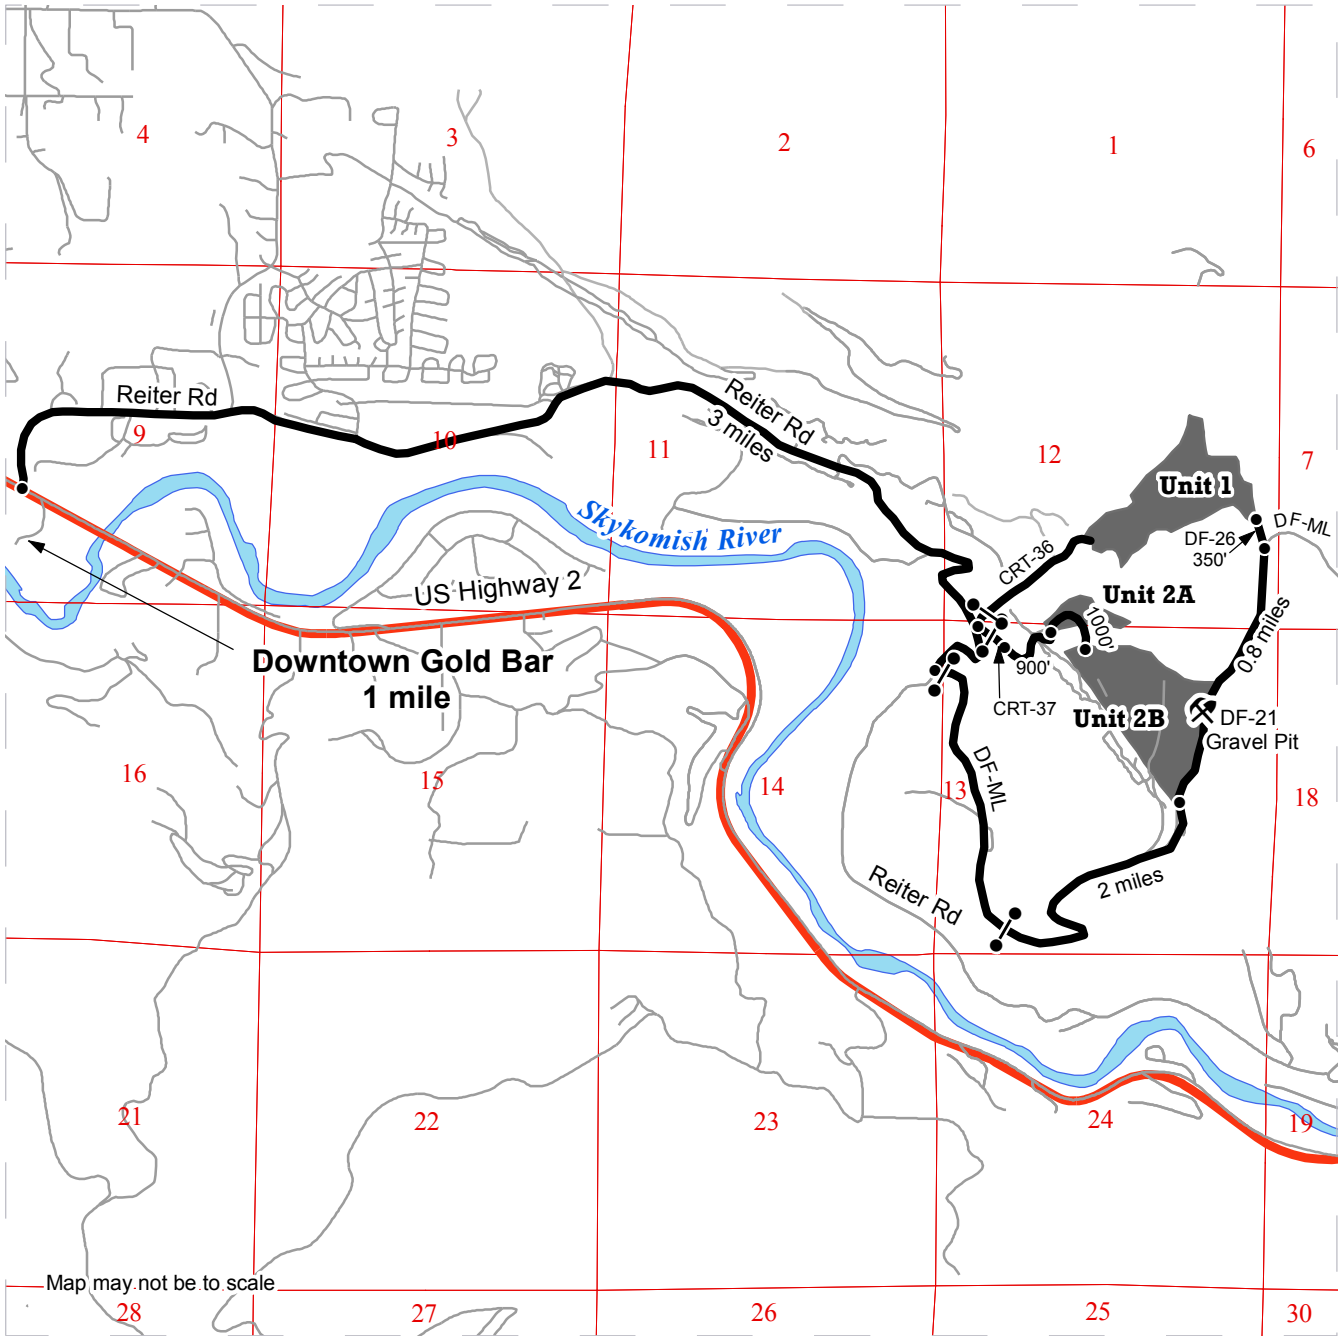 4
3
2
1
6
Reiter Rd
Reiter Rd
3 miles
9
10
11
12
7
Unit 1
DF-ML
DF-26
350'
Skykomish River
CRT-36
US Highway 2
Unit 2A
1000'
0.8 miles
Downtown Gold Bar
1 mile
900'
CRT-37
Unit 2B
DF-21
Gravel Pit
16
15
14
13
18
DF-ML
Reiter Rd
2 miles
21
22
23
24
19
Map may not be to scale
28
27
26
25
30